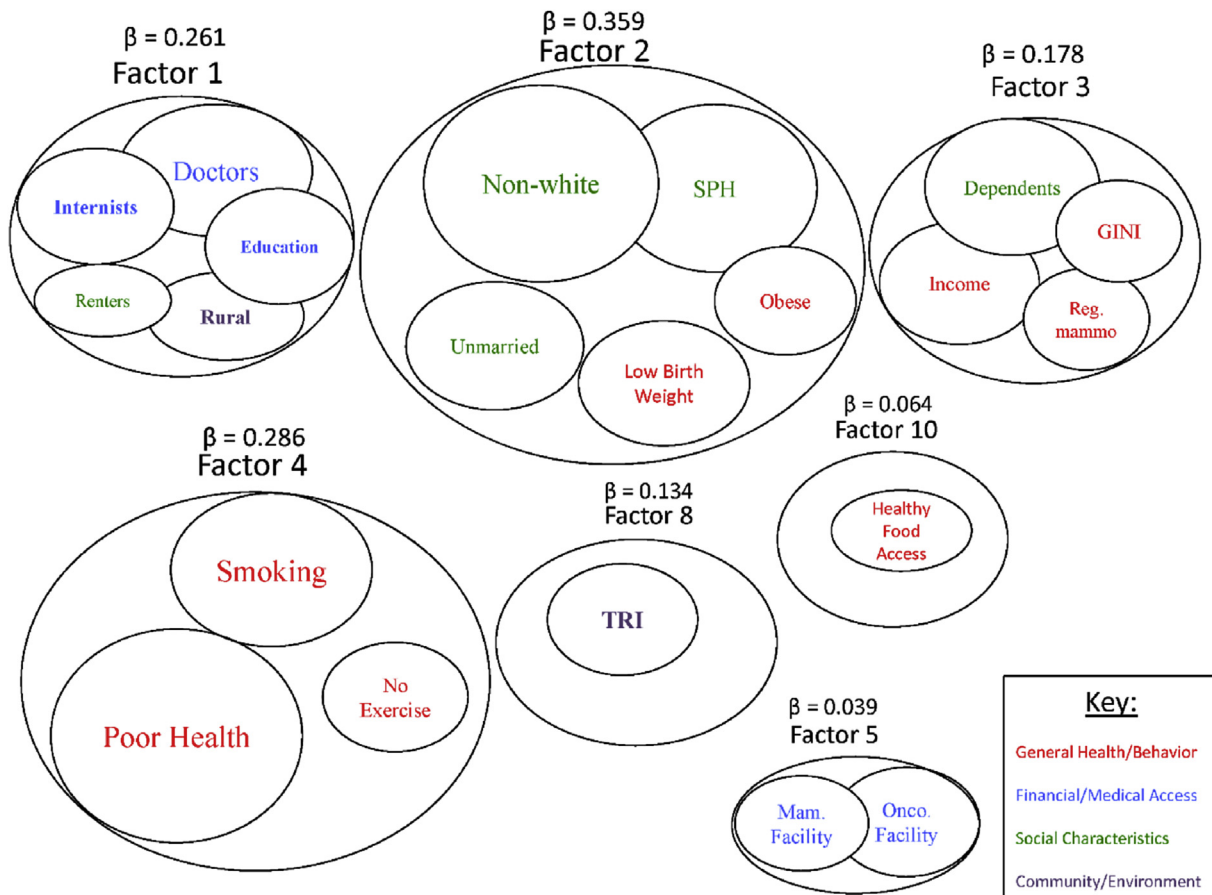 β = 0.261
Factor 1
Doctors
Internists
Education
Renters
Rural
β = 0.359
Factor 2
Non-white
SPH
Obese
Unmarried
Low Birth
Weight
β = 0.178
Factor 3
Dependents
GINI
Income
Reg.
mammo
β = 0.286
Factor 4
Smoking
No
Exercise
Poor Health
β = 0.134
Factor 8
TRI
β = 0.064
Factor 10
Healthy
Food
Access
β = 0.039
Factor 5
Mam.
Facility
Onco.
Facility
Key:
General Health/Behavior
Financial/Medical Access
Social Characteristics
Community/Environment